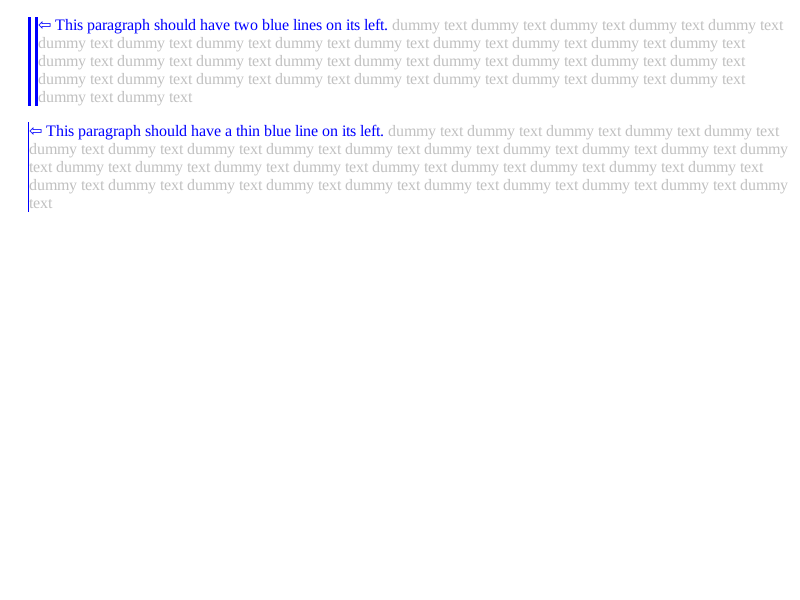 ⇦ This paragraph should have two blue lines on its left. dummy text dummy text dummy text dummy text dummy text
dummy text dummy text dummy text dummy text dummy text dummy text dummy text dummy text dummy text
dummy text dummy text dummy text dummy text dummy text dummy text dummy text dummy text dummy text
dummy text dummy text dummy text dummy text dummy text dummy text dummy text dummy text dummy text
dummy text dummy text
⇦ This paragraph should have a thin blue line on its left. dummy text dummy text dummy text dummy text dummy text
dummy text dummy text dummy text dummy text dummy text dummy text dummy text dummy text dummy text dummy
text dummy text dummy text dummy text dummy text dummy text dummy text dummy text dummy text dummy text
dummy text dummy text dummy text dummy text dummy text dummy text dummy text dummy text dummy text dummy
text